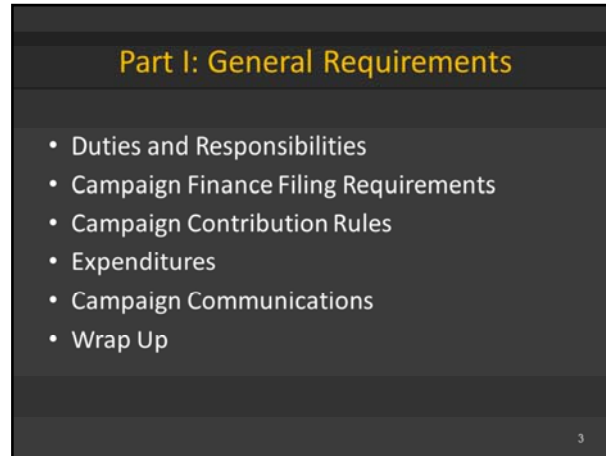 Part I: General Requirements
• Duties and Responsibilities
• Campaign Finance Filing Requirements
• Campaign Contribution Rules
• Expenditures
• Campaign Communications
• Wrap Up
3